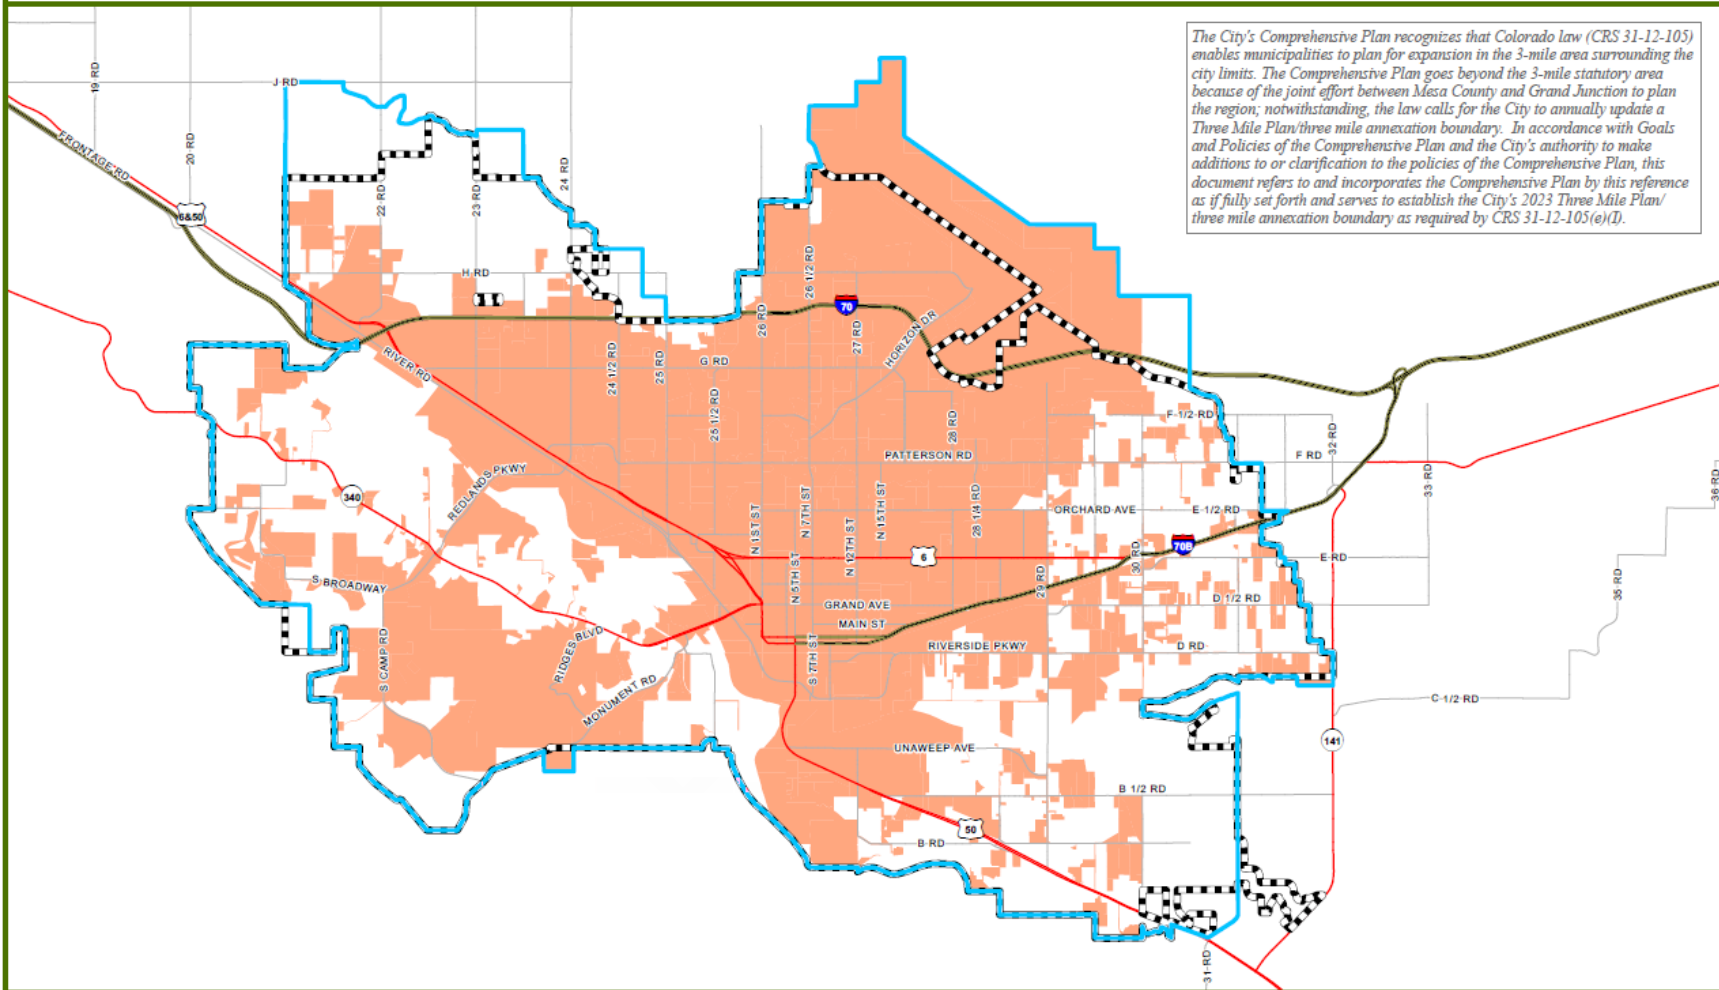 The City's Comprehensive Plan recognizes that Colorado law (CRS 31-12-105)
enables municipalities to plan for expansion in the 3-mile area surrounding the
city limits. The Comprehensive Plan goes beyond the 3-mile statutory area
because of the joint effort between Mesa County and Grand Junction to plan
the region; notwithstanding, the law calls for the City to annually update a
Three Mile Plan/three mile annexation boundary.  In accordance with Goals
and Policies of the Comprehensive Plan and the City's authority to make
additions to or clarification to the policies of the Comprehensive Plan, this
document refers to and incorporates the Comprehensive Plan by this reference
as if fully set forth and serves to establish the City's 2023 Three Mile Plan/
three mile annexation boundary as required by CRS 31-12-105(e)(I).
19 RD
J RD
FRONTAGE RD
20 RD
6&50
22 RD
23 RD
24 RD
H RD
26 1/2 RD
70
26 RD
27 RD
HORIZON DR
RIVER RD
24 1/2 RD
25 RD
G RD
25 1/2 RD
28 RD
F 1/2 RD
PATTERSON RD
F RD
32 RD
33 RD
36 RD
REDLANDS PKWY
340
N 1ST ST
N 7TH ST
N 12TH ST
N 15TH ST
28 1/4 RD
ORCHARD AVE
E 1/2 RD
6
70B
30 RD
E RD
29 RD
35 RD
S BROADWAY
N 5TH ST
GRAND AVE
D 1/2 RD
MAIN ST
S CAMP RD
RIDGES BLVD
S 7TH ST
RIVERSIDE PKWY
D RD
MONUMENT RD
C 1/2 RD
UNAWEEP AVE
141
B 1/2 RD
50
B RD
31 RD